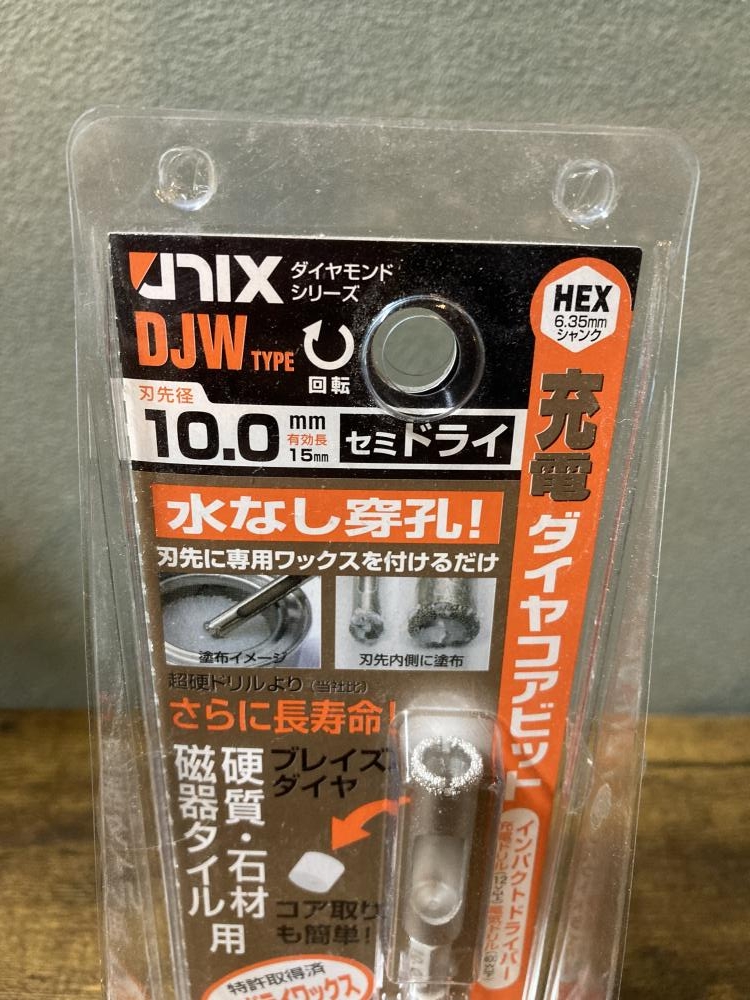 UNIX
ダイヤモンド
シリーズ
DJW TYPE
回転
HEX
6.35mm
シャンク
刃先径
10.0 mm
有効長
15mm
セミドライ
充電ダイヤコアビット
水なし穿孔!
刃先に専用ワックスを付けるだけ
塗布イメージ
刃先内側に塗布
超硬ドリルより(当社比)
さらに長寿命!
硬質・石材
磁器タイル用
ブレイズ
ダイヤ
コア取り
も簡単!
インパクトドライバー
特許取得済
ドライワックス